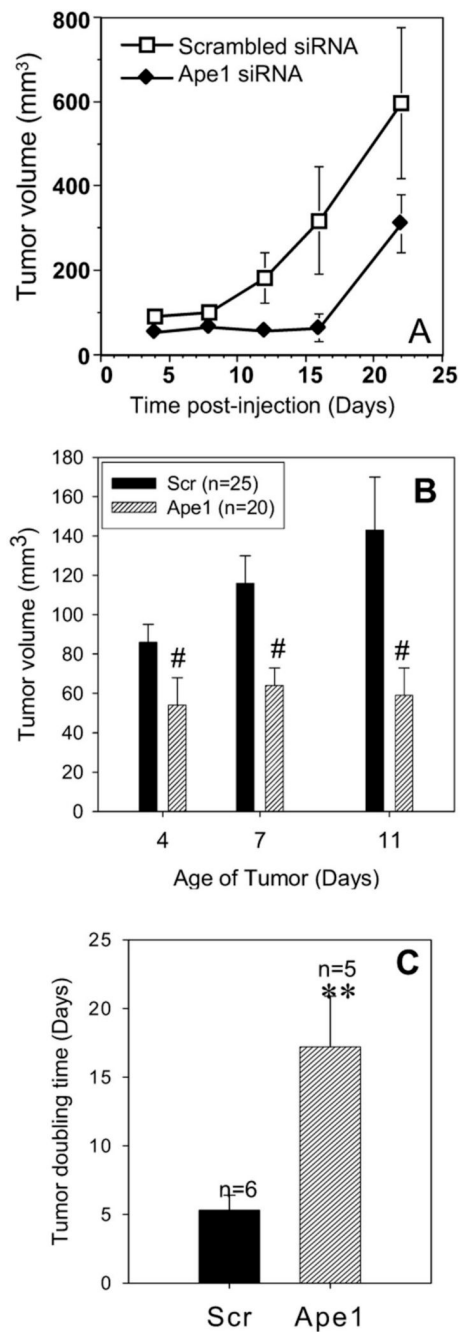 800
Scrambled siRNA
Ape1 siRNA
600
400
200
0
Tumor volume (mm³)
A
0 5 10 15 20 25
Time post-injection (Days)
180
160
140
120
100
80
60
40
20
0
Tumor volume (mm³)
Scr (n=25)
Ape1 (n=20)
B
# # #
4 7 11
Age of Tumor (Days)
25
20
15
10
5
0
Tumor doubling time (Days)
C
n=5
**
n=6
Scr Ape1